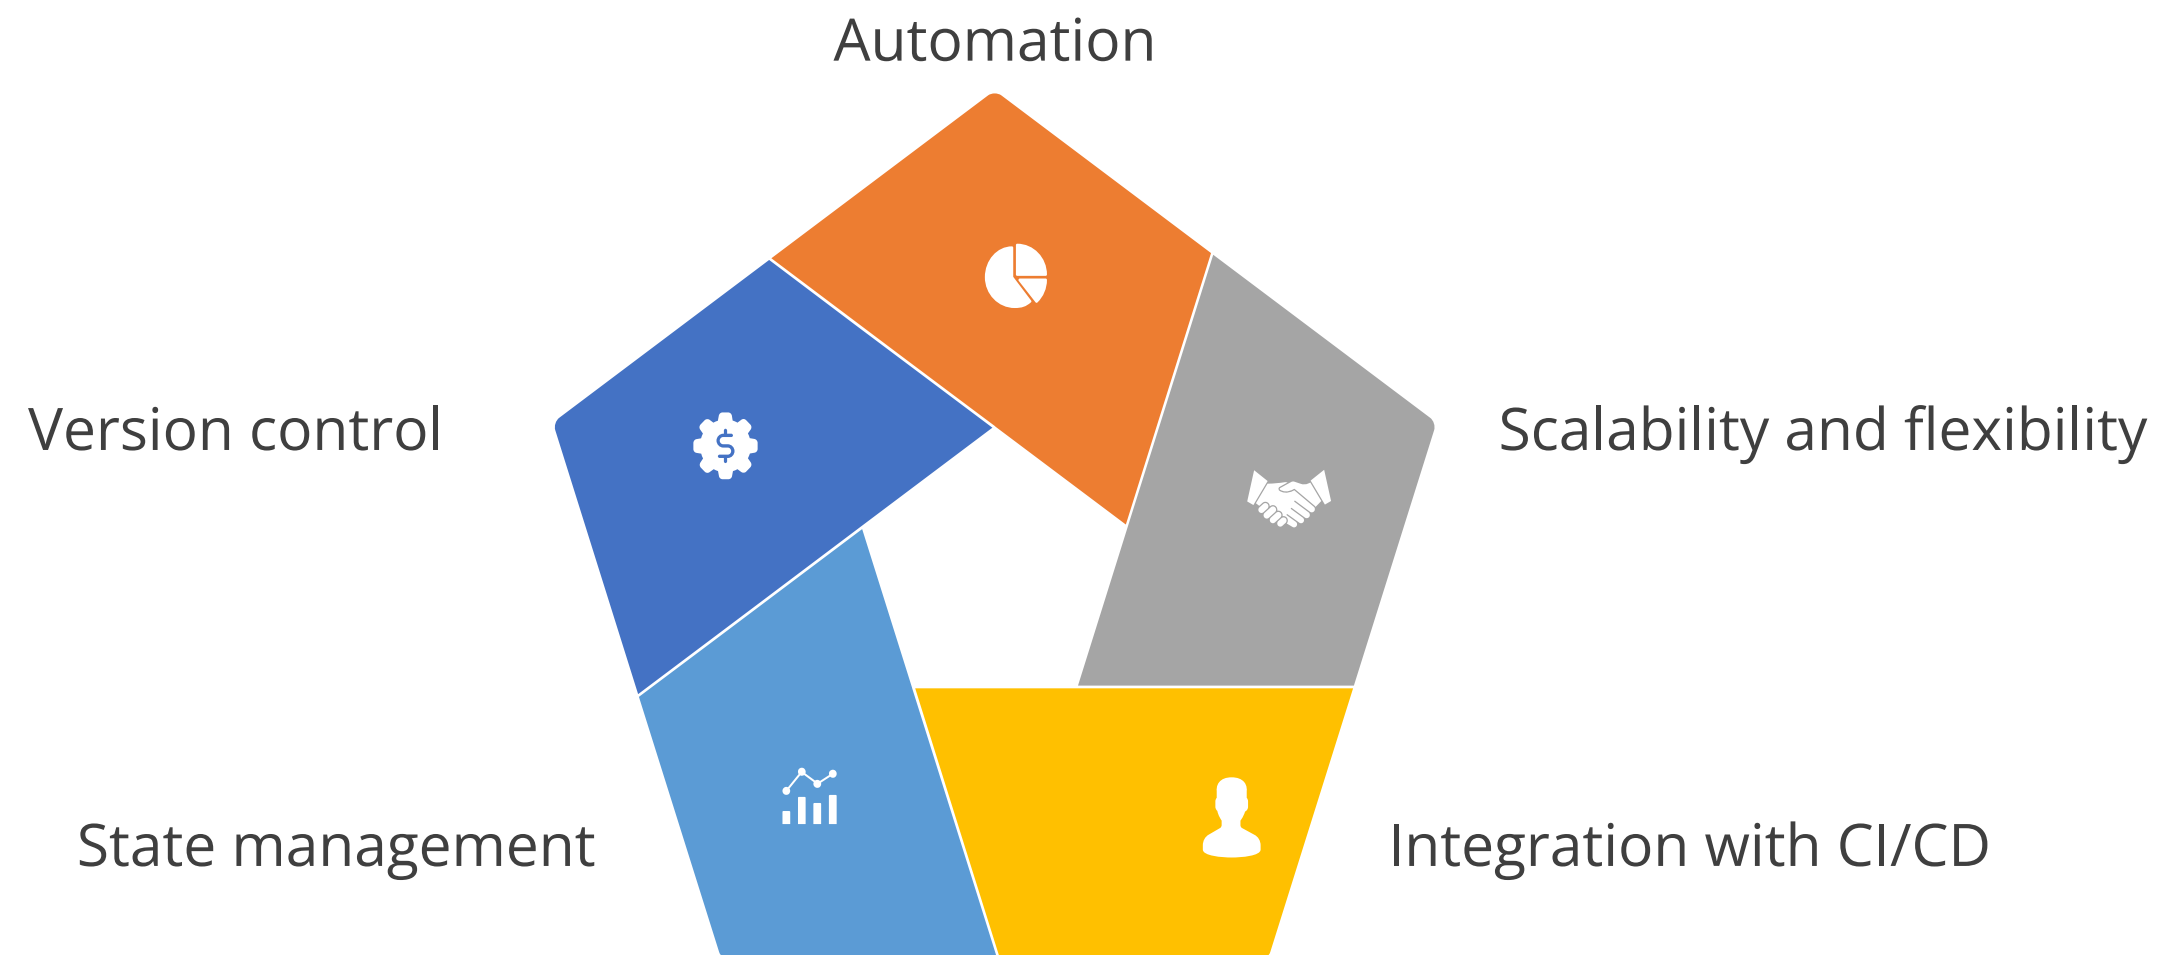 Automation
Version control
Scalability and flexibility
State management
Integration with CI/CD
$